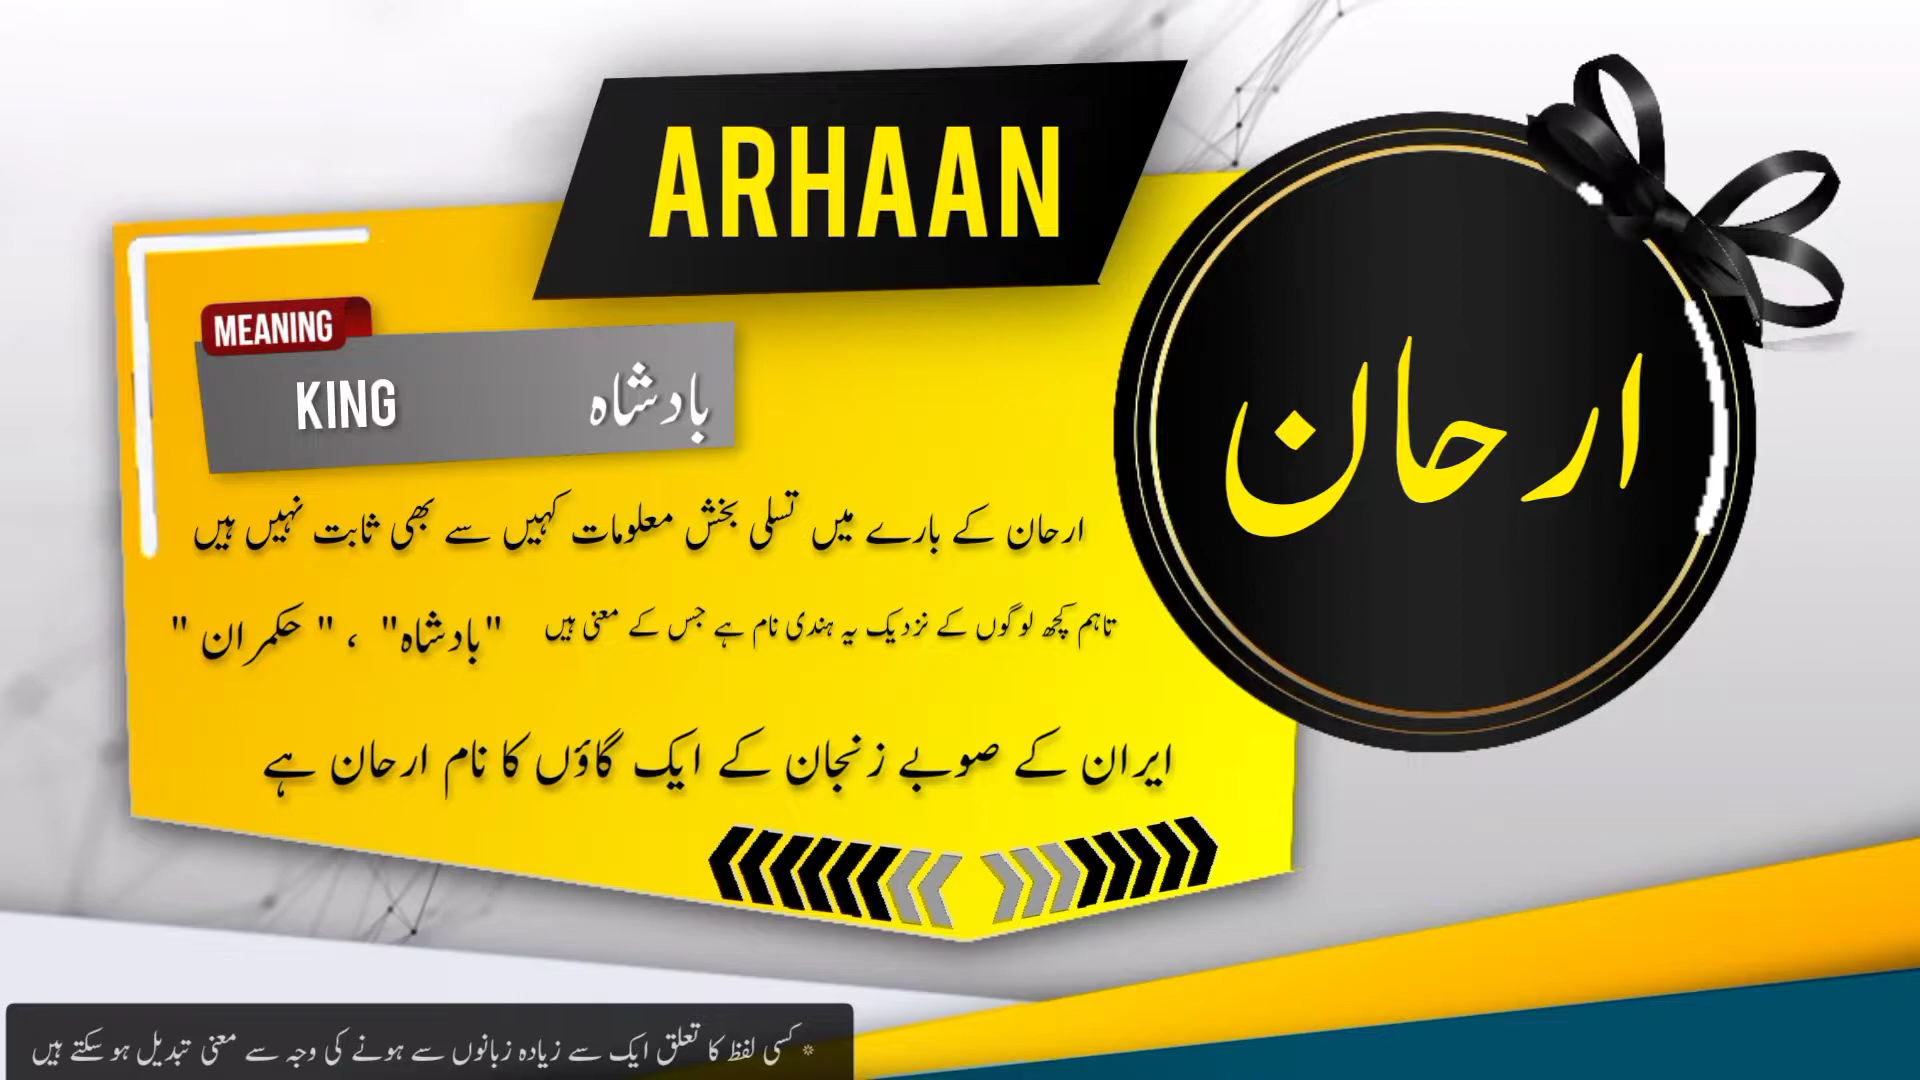 ARHAAN
ارحان
MEANING
KING
بادشاہ
ارحان کے بارے میں تسلی بخش معلومات کہیں سے بھی ثابت نہیں ہیں
تاہم کچھ لوگوں کے نزدیک یہ ہندی نام ہے جس کے معنی ہیں "بادشاہ" ، " حکمران "
ایران کے صوبے زنجان کے ایک گاؤں کا نام ارحان ہے
* کسی لفظ کا تعلق ایک سے زیادہ زبانوں سے ہونے کی وجہ سے معنی تبدیل ہو سکتے ہیں